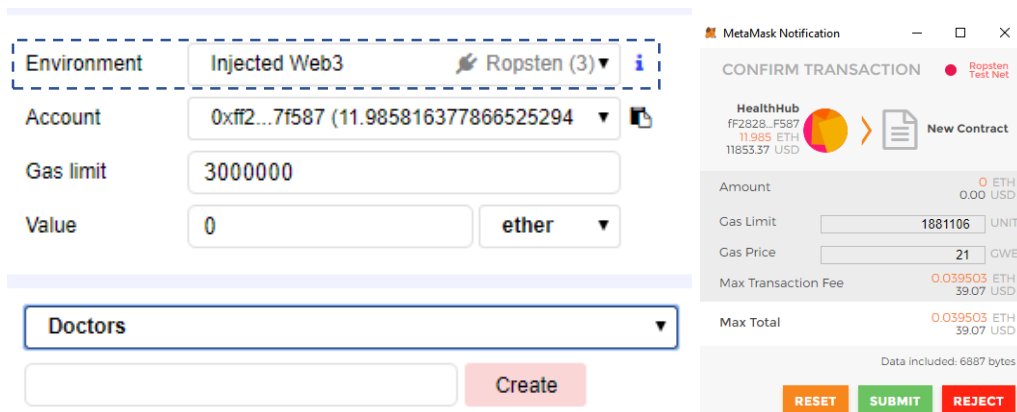 Environment Injected Web3 Ropsten (3) i
Account 0xff2...7f587 (11.985816377866525294
Gas limit 3000000
Value 0 ether
Doctors
Create
MetaMask Notification
CONFIRM TRANSACTION Ropsten
Test Net
HealthHub
fF2828...F587
11.985 ETH
11853.37 USD
New Contract
Amount 0 ETH
0.00 USD
Gas Limit 1881106 UNIT
Gas Price 21 GWE
Max Transaction Fee 0.039503 ETH
39.07 USD
Max Total 0.039503 ETH
39.07 USD
Data included: 6887 bytes
RESET SUBMIT REJECT